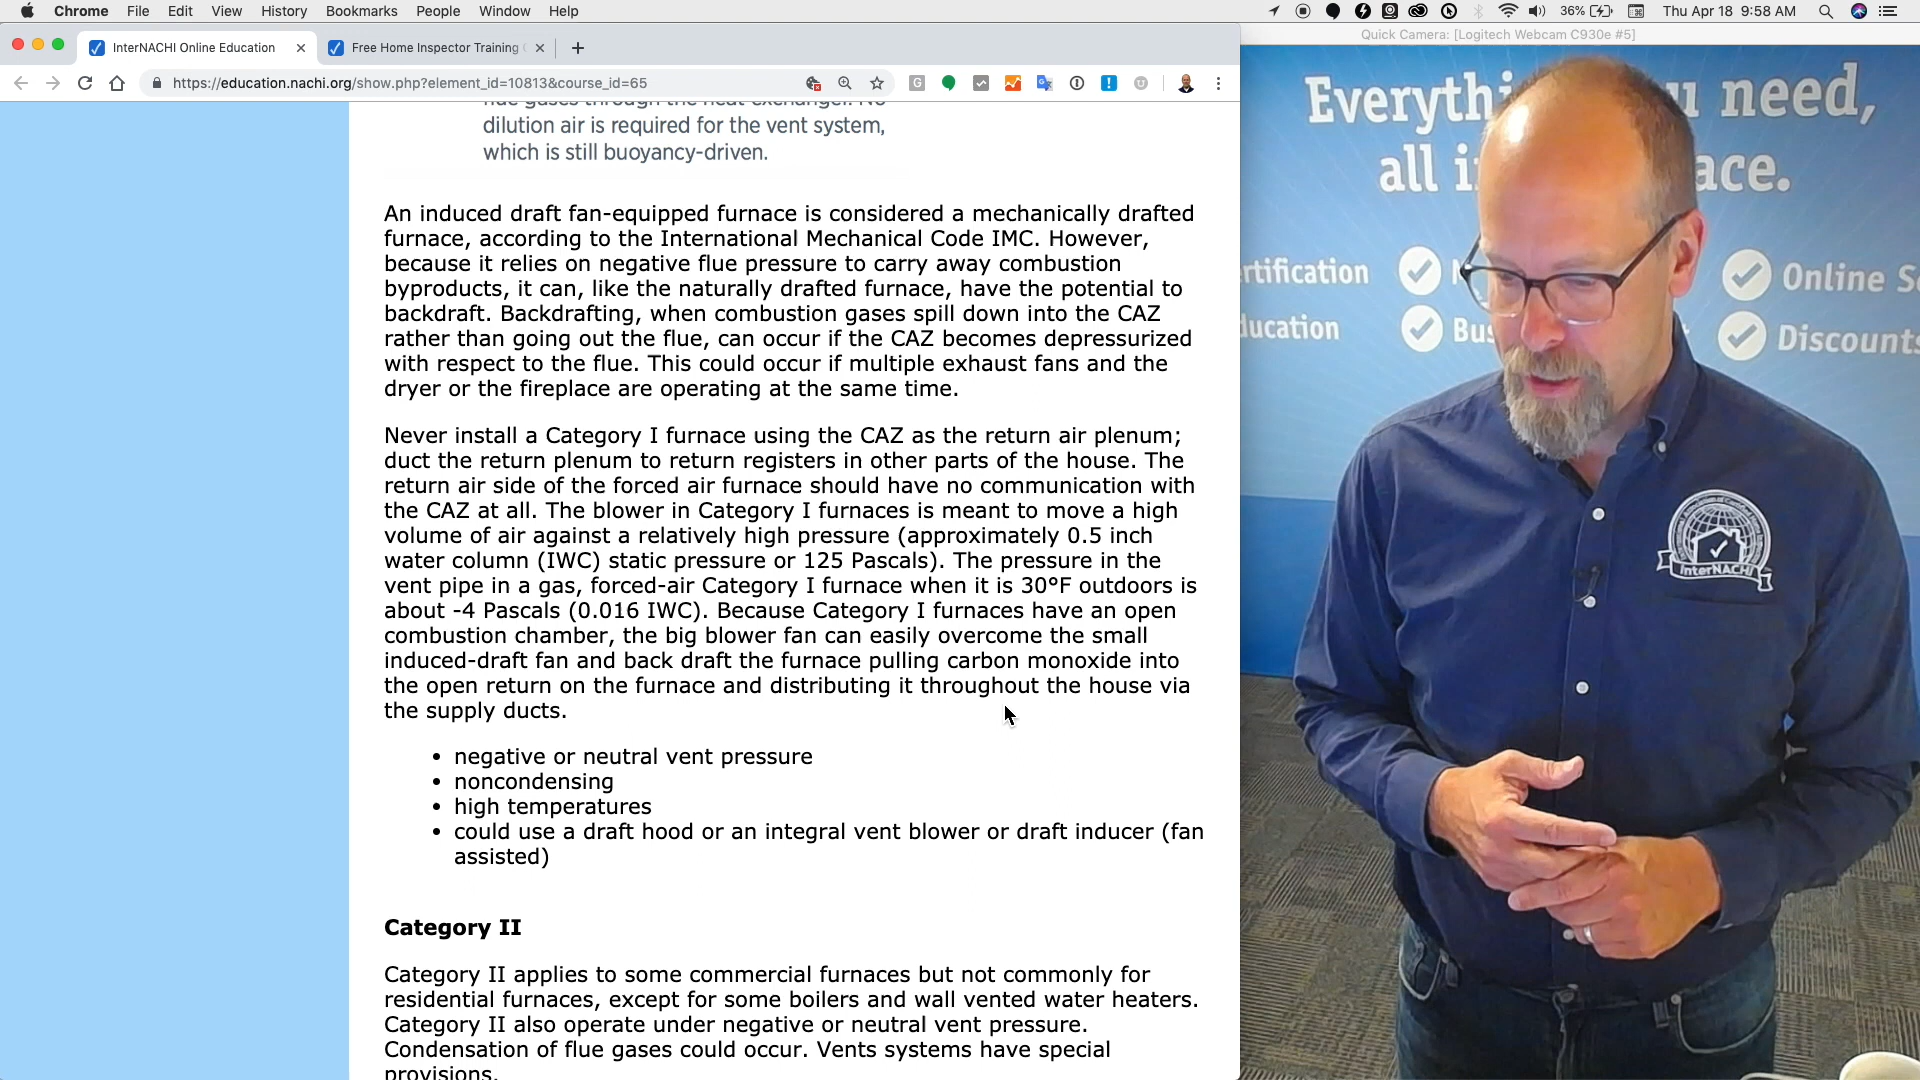 Chrome File Edit View History Bookmarks People Window Help 36% Thu Apr 18 9:58 AM
Quick Camera: [Logitech Webcam C930e #5]
InterNACHI Online Education Free Home Inspector Training
https://education.nachi.org/show.php?element_id=10813&course_id=65
flue gases through the heat exchanger. No
dilution air is required for the vent system,
which is still buoyancy-driven.
An induced draft fan-equipped furnace is considered a mechanically drafted
furnace, according to the International Mechanical Code IMC. However,
because it relies on negative flue pressure to carry away combustion
byproducts, it can, like the naturally drafted furnace, have the potential to
backdraft. Backdrafting, when combustion gases spill down into the CAZ
rather than going out the flue, can occur if the CAZ becomes depressurized
with respect to the flue. This could occur if multiple exhaust fans and the
dryer or the fireplace are operating at the same time.
Never install a Category I furnace using the CAZ as the return air plenum;
duct the return plenum to return registers in other parts of the house. The
return air side of the forced air furnace should have no communication with
the CAZ at all. The blower in Category I furnaces is meant to move a high
volume of air against a relatively high pressure (approximately 0.5 inch
water column (IWC) static pressure or 125 Pascals). The pressure in the
vent pipe in a gas, forced-air Category I furnace when it is 30°F outdoors is
about -4 Pascals (0.016 IWC). Because Category I furnaces have an open
combustion chamber, the big blower fan can easily overcome the small
induced-draft fan and back draft the furnace pulling carbon monoxide into
the open return on the furnace and distributing it throughout the house via
the supply ducts.
• negative or neutral vent pressure
• noncondensing
• high temperatures
• could use a draft hood or an integral vent blower or draft inducer (fan
assisted)
Category II
Category II applies to some commercial furnaces but not commonly for
residential furnaces, except for some boilers and wall vented water heaters.
Category II also operate under negative or neutral vent pressure.
Condensation of flue gases could occur. Vents systems have special
provisions.
Everythi u need,
all i ace.
rtification Online S
ducation Bus Discounts
InterNACHI